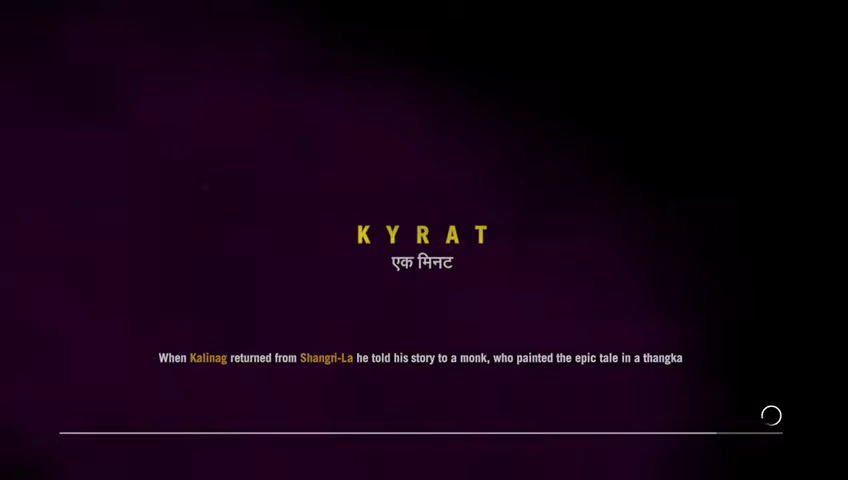 KYRAT
एक मिनट
When Kalinag returned from Shangri-La he told his story to a monk, who painted the epic tale in a thangka